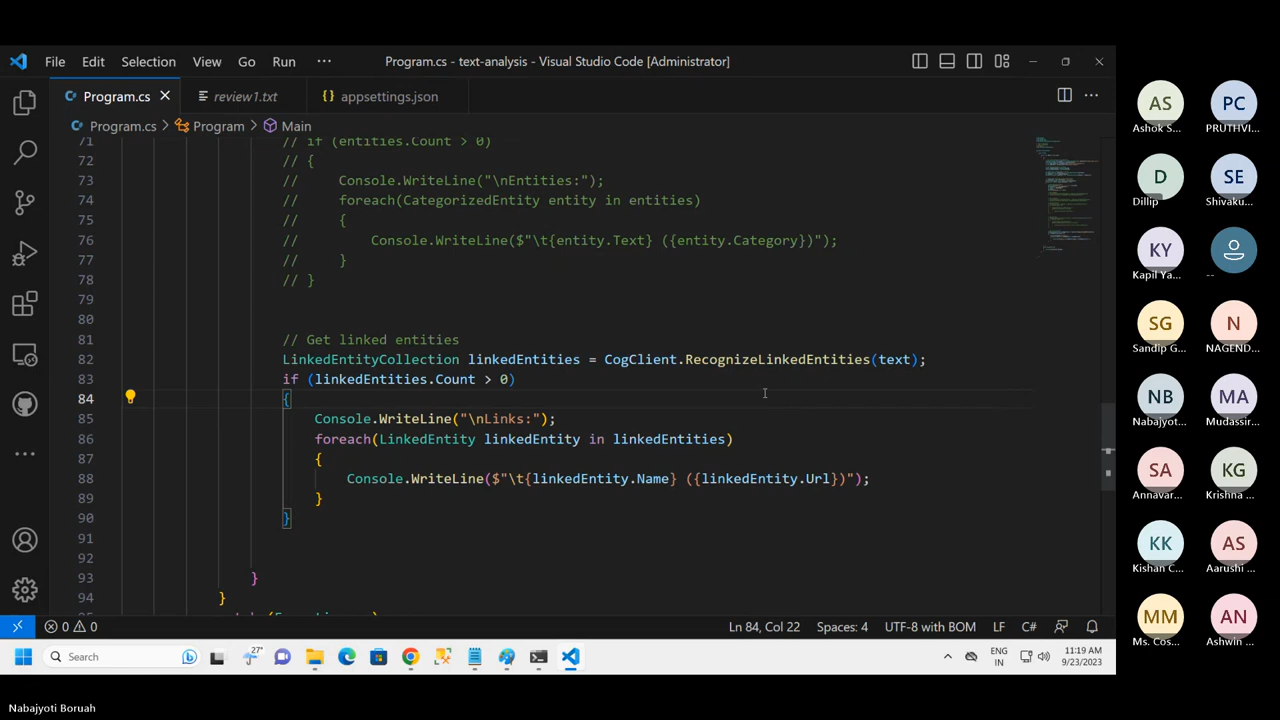 File Edit Selection View Go Run ··· Program.cs - text-analysis - Visual Studio Code [Administrator]
Program.cs review1.txt {} appsettings.json
Program.cs > Program > Main
71 // if (entities.Count > 0)
72 // {
73 //     Console.WriteLine("\nEntities:");
74 //     foreach(CategorizedEntity entity in entities)
75 //     {
76 //         Console.WriteLine($"\t{entity.Text} ({entity.Category})");
77 //     }
78 // }
79
80
81 // Get linked entities
82 LinkedEntityCollection linkedEntities = CogClient.RecognizeLinkedEntities(text);
83 if (linkedEntities.Count > 0)
84 {
85     Console.WriteLine("\nLinks:");
86     foreach(LinkedEntity linkedEntity in linkedEntities)
87     {
88         Console.WriteLine($"\t{linkedEntity.Name} ({linkedEntity.Url})");
89     }
90 }
91
92
93 }
94 }
0 0 Ln 84, Col 22 Spaces: 4 UTF-8 with BOM LF C#
Search 27° ENG IN 11:19 AM 9/23/2023
AS PC
Ashok S... PRUTHVI...
D SE
Dillip Shivaku...
KY
Kapil Ya... --
SG N
Sandip G... NAGEND...
NB MA
Nabajyot... Mudassir...
SA KG
Annavar... Krishna ...
KK AS
Kishan C... Aarushi ...
MM AN
Ms. Cos... Ashwin ...
Nabajyoti Boruah